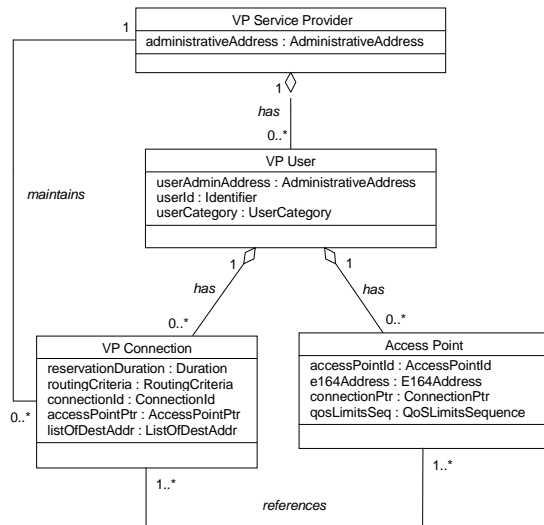 VP Service Provider
administrativeAddress : AdministrativeAddress
1
1
has
0..*
VP User
userAdminAddress : AdministrativeAddress
userId : Identifier
userCategory : UserCategory
maintains
1
1
has
has
0..*
0..*
VP Connection
reservationDuration : Duration
routingCriteria : RoutingCriteria
connectionId : ConnectionId
accessPointPtr : AccessPointPtr
listOfDestAddr : ListOfDestAddr
0..*
Access Point
accessPointId : AccessPointId
e164Address : E164Address
connectionPtr : ConnectionPtr
qosLimitsSeq : QoSLimitsSequence
1..*
1..*
references